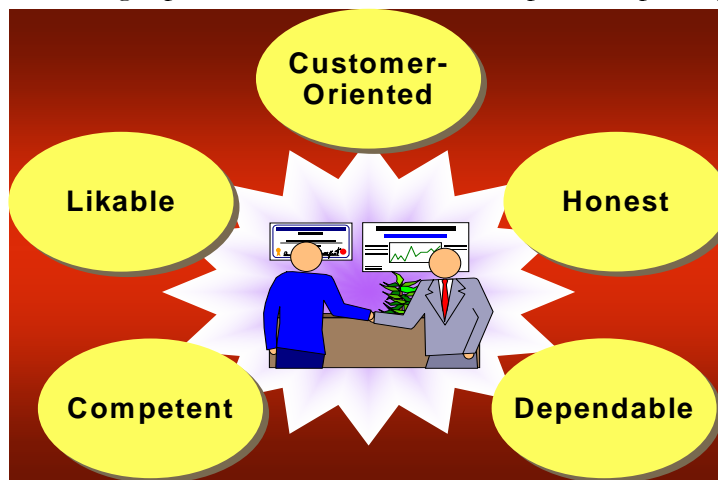 Customer-
Oriented
Likable
Honest
Competent
Dependable